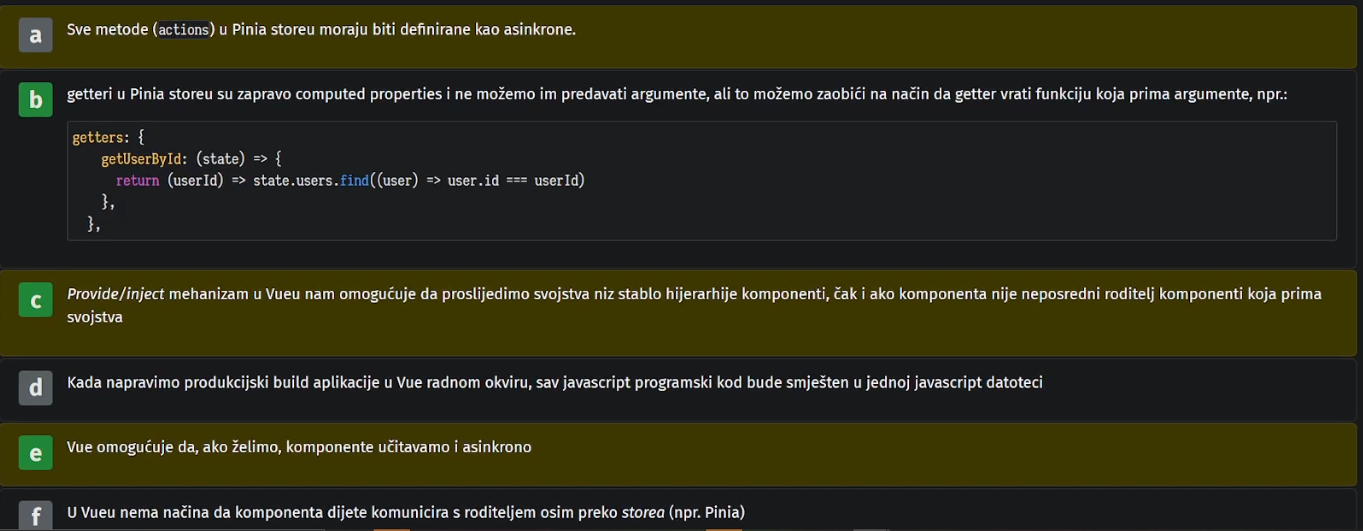 a
Sve metode (actions) u Pinia storeu moraju biti definirane kao asinkrone.
b
getteri u Pinia storeu su zapravo computed properties i ne možemo im predavati argumente, ali to možemo zaobići na način da getter vrati funkciju koja prima argumente, npr.:
getters: {
getUserById: (state) => {
return (userId) => state.users.find((user) => user.id === userId)
},
},
c
Provide/inject mehanizam u Vueu nam omogućuje da proslijedimo svojstva niz stablo hijerarhije komponenti, čak i ako komponenta nije neposredni roditelj komponenti koja prima
svojstva
d
Kada napravimo produkcijski build aplikacije u Vue radnom okviru, sav javascript programski kod bude smješten u jednoj javascript datoteci
e
Vue omogućuje da, ako želimo, komponente učitavamo i asinkrono
f
U Vueu nema načina da komponenta dijete komunicira s roditeljem osim preko storea (npr. Pinia)